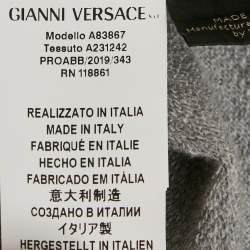 GIANNI VERSACE S.r.l.
Modello A83867
Tessuto A231242
PROABB/2019/343
RN 118861
REALIZZATO IN ITALIA
MADE IN ITALY
FABRIQUÉ EN ITALIE
HECHO EN ITALIA
FABRICADO EM ITÁLIA
意大利制造
СОЗДАНО В ИТАЛИИ
イタリア製
HERGESTELLT IN ITALIEN
MADE
Manufactur